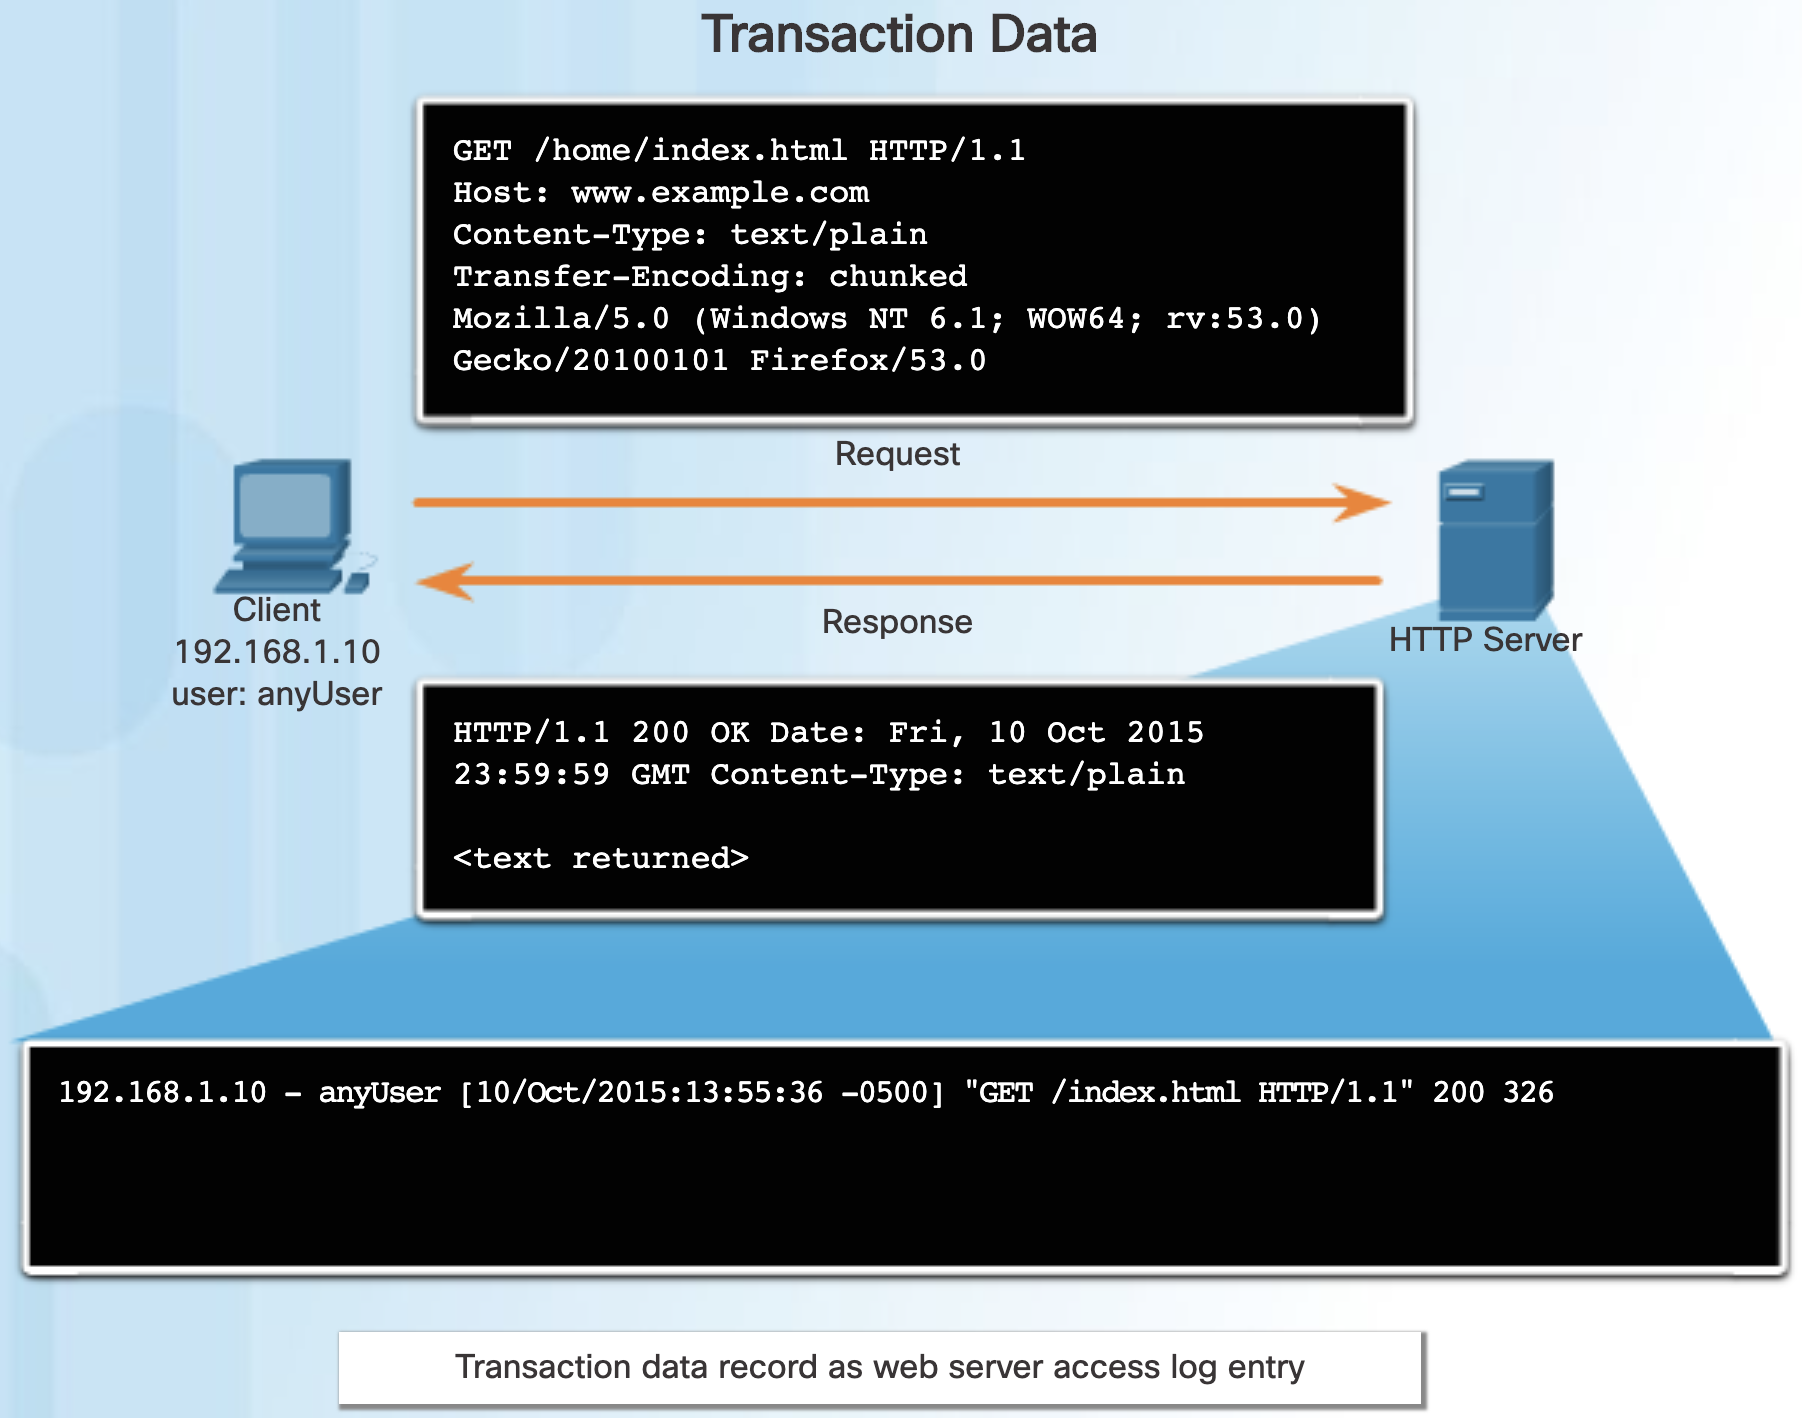 Transaction Data
GET /home/index.html HTTP/1.1
Host: www.example.com
Content-Type: text/plain
Transfer-Encoding: chunked
Mozilla/5.0 (Windows NT 6.1; WOW64; rv:53.0)
Gecko/20100101 Firefox/53.0
Request
Response
Client
192.168.1.10
user: anyUser
HTTP Server
HTTP/1.1 200 OK Date: Fri, 10 Oct 2015
23:59:59 GMT Content-Type: text/plain
<text returned>
192.168.1.10 - anyUser [10/Oct/2015:13:55:36 -0500] "GET /index.html HTTP/1.1" 200 326
Transaction data record as web server access log entry